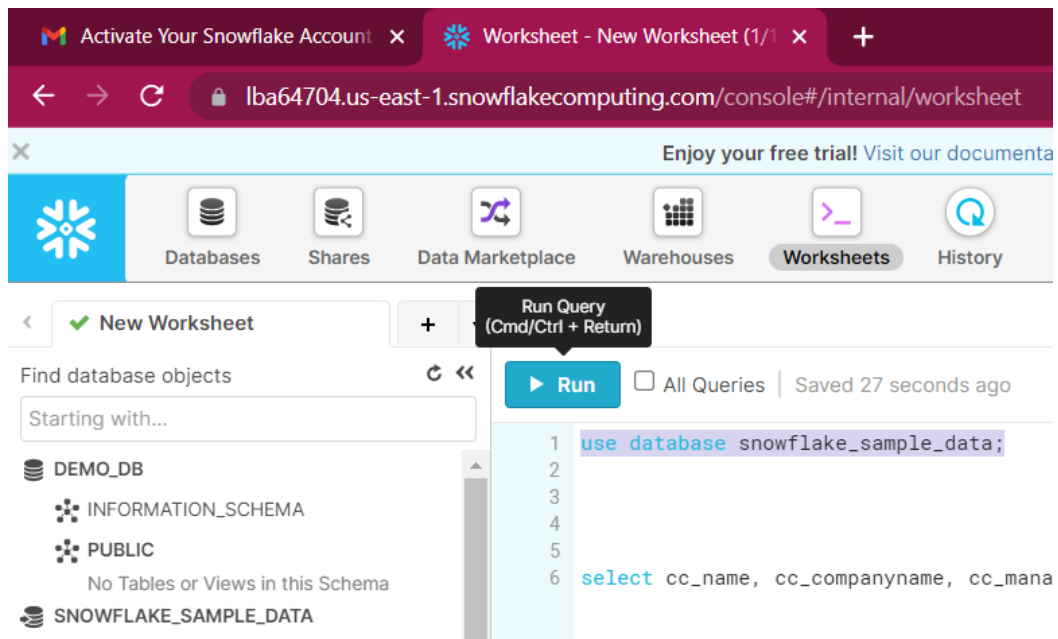 Activate Your Snowflake Account
Worksheet - New Worksheet (1/1
lba64704.us-east-1.snowflakecomputing.com/console#/internal/worksheet
Enjoy your free trial! Visit our documenta
Databases
Shares
Data Marketplace
Warehouses
Worksheets
History
New Worksheet
Run Query
(Cmd/Ctrl + Return)
Find database objects
Run
All Queries
Saved 27 seconds ago
Starting with...
1 use database snowflake_sample_data;
2
3
4
5
6 select cc_name, cc_companyname, cc_mana
DEMO_DB
INFORMATION_SCHEMA
PUBLIC
No Tables or Views in this Schema
SNOWFLAKE_SAMPLE_DATA